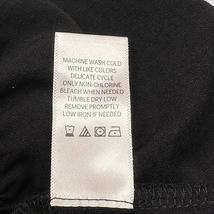 MACHINE WASH COLD
WITH LIKE COLORS
DELICATE CYCLE
ONLY NON-CHLORINE
BLEACH WHEN NEEDED
TUMBLE DRY LOW
REMOVE PROMPTLY
LOW IRON IF NEEDED